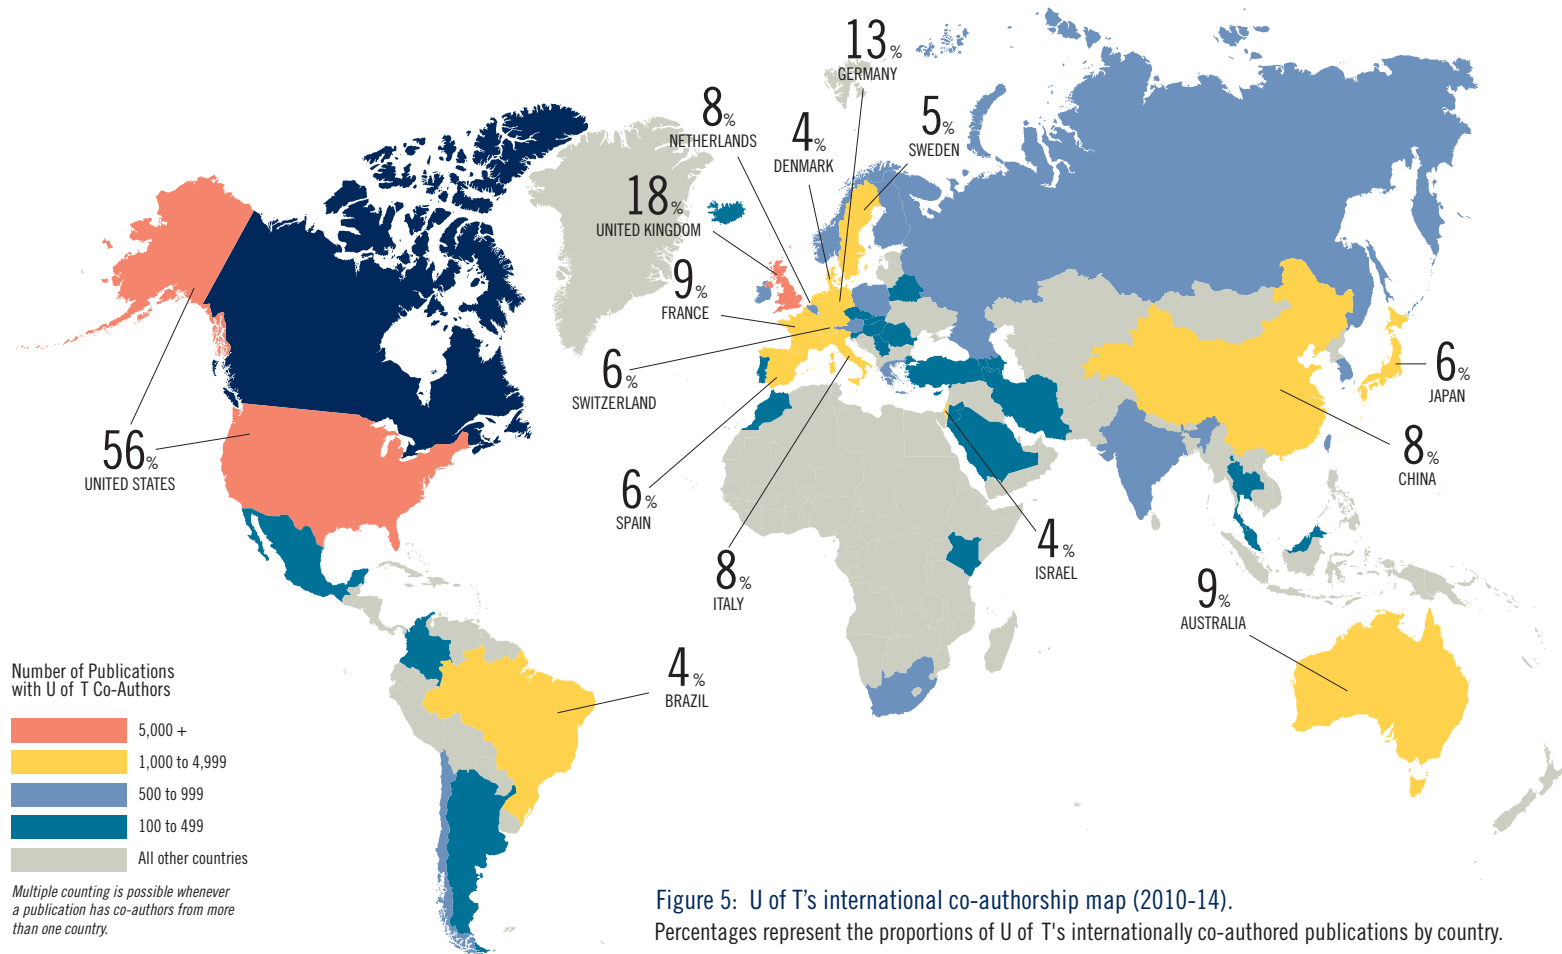 13%
GERMANY
8%
NETHERLANDS
4%
DENMARK
5%
SWEDEN
18%
UNITED KINGDOM
9%
FRANCE
6%
SWITZERLAND
6%
JAPAN
56%
UNITED STATES
8%
CHINA
6%
SPAIN
8%
ITALY
4%
ISRAEL
9%
AUSTRALIA
4%
BRAZIL
Number of Publications
with U of T Co-Authors
5,000 +
1,000 to 4,999
500 to 999
100 to 499
All other countries
Multiple counting is possible whenever
a publication has co-authors from more
than one country.
Figure 5: U of T’s international co-authorship map (2010-14).
Percentages represent the proportions of U of T's internationally co-authored publications by country.